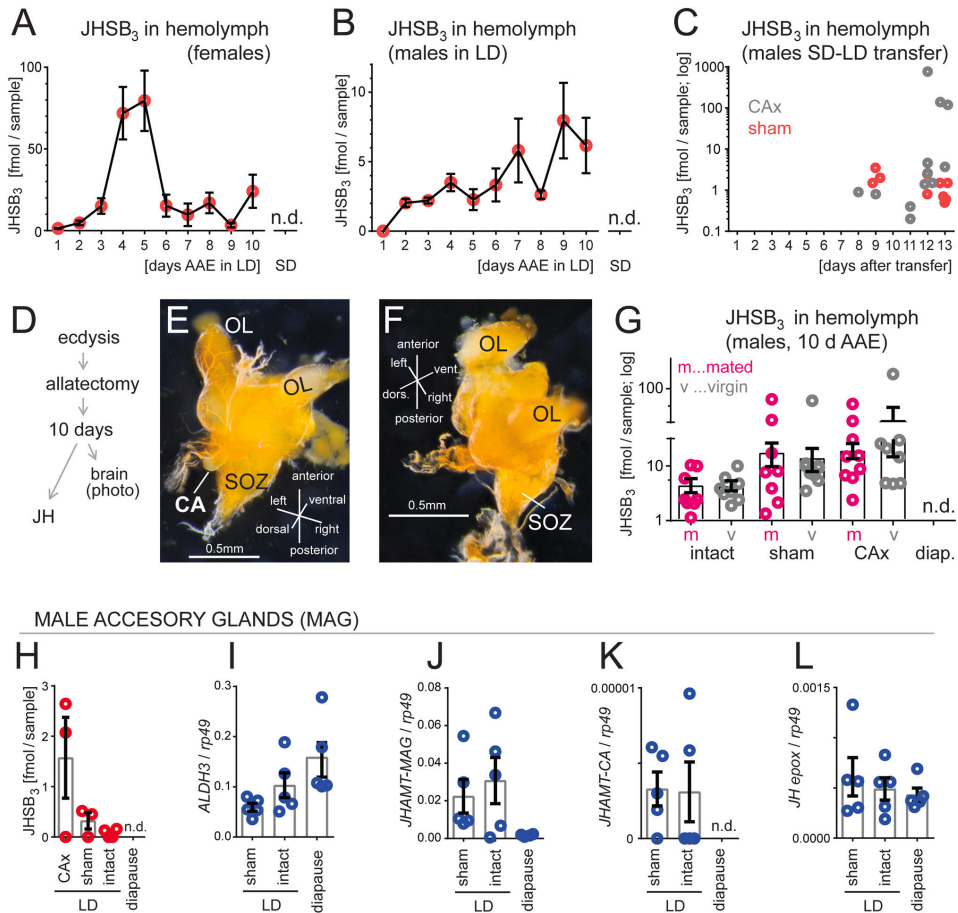 A
JHSB3 in hemolymph
(females)
JHSB3 [fmol / sample]
100
50
0
1 2 3 4 5 6 7 8 9 10
n.d.
[days AAE in LD] SD
B
JHSB3 in hemolymph
(males in LD)
JHSB3 [fmol / sample]
10
5
0
1 2 3 4 5 6 7 8 9 10
n.d.
[days AAE in LD] SD
C
JHSB3 in hemolymph
(males SD-LD transfer)
JHSB3 [fmol / sample; log]
1000
100
10
1
0.1
CAx
sham
1 2 3 4 5 6 7 8 9 11 12 13
[days after transfer]
D
ecdysis
allatectomy
10 days
brain
(photo)
JH
E
OL
OL
SOZ
CA
anterior
left
ventral
dorsal
right
posterior
0.5mm
F
anterior
left
vent.
dors.
right
posterior
OL
OL
SOZ
0.5mm
G
JHSB3 in hemolymph
(males, 10 d AAE)
m...mated
v ...virgin
JHSB3 [fmol / sample; log]
100
10
1
m v m v m v
n.d.
intact sham CAx diap.
MALE ACCESORY GLANDS (MAG)
H
JHSB3 [fmol / sample]
3
2
1
0
n.d.
CAx
sham
intact
diapause
LD
I
ALDH3 / rp49
0.3
0.2
0.1
0.0
sham
intact
diapause
LD
J
JHAMT-MAG / rp49
0.08
0.06
0.04
0.02
0.00
sham
intact
diapause
LD
K
JHAMT-CA / rp49
0.00001
0
n.d.
sham
intact
diapause
LD
L
JH epox / rp49
0.0015
0.0000
sham
intact
diapause
LD